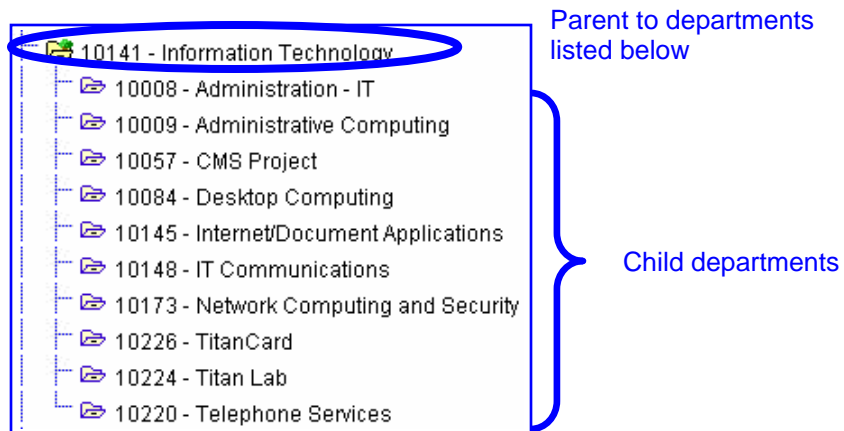 Parent to departments
listed below
10141 - Information Technology
10008 - Administration - IT
10009 - Administrative Computing
10057 - CMS Project
10084 - Desktop Computing
10145 - Internet/Document Applications
10148 - IT Communications
10173 - Network Computing and Security
10226 - TitanCard
10224 - Titan Lab
10220 - Telephone Services
Child departments